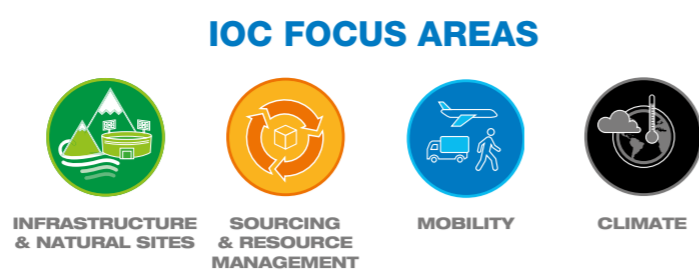 IOC FOCUS AREAS
INFRASTRUCTURE
& NATURAL SITES
SOURCING
& RESOURCE
MANAGEMENT
MOBILITY
CLIMATE